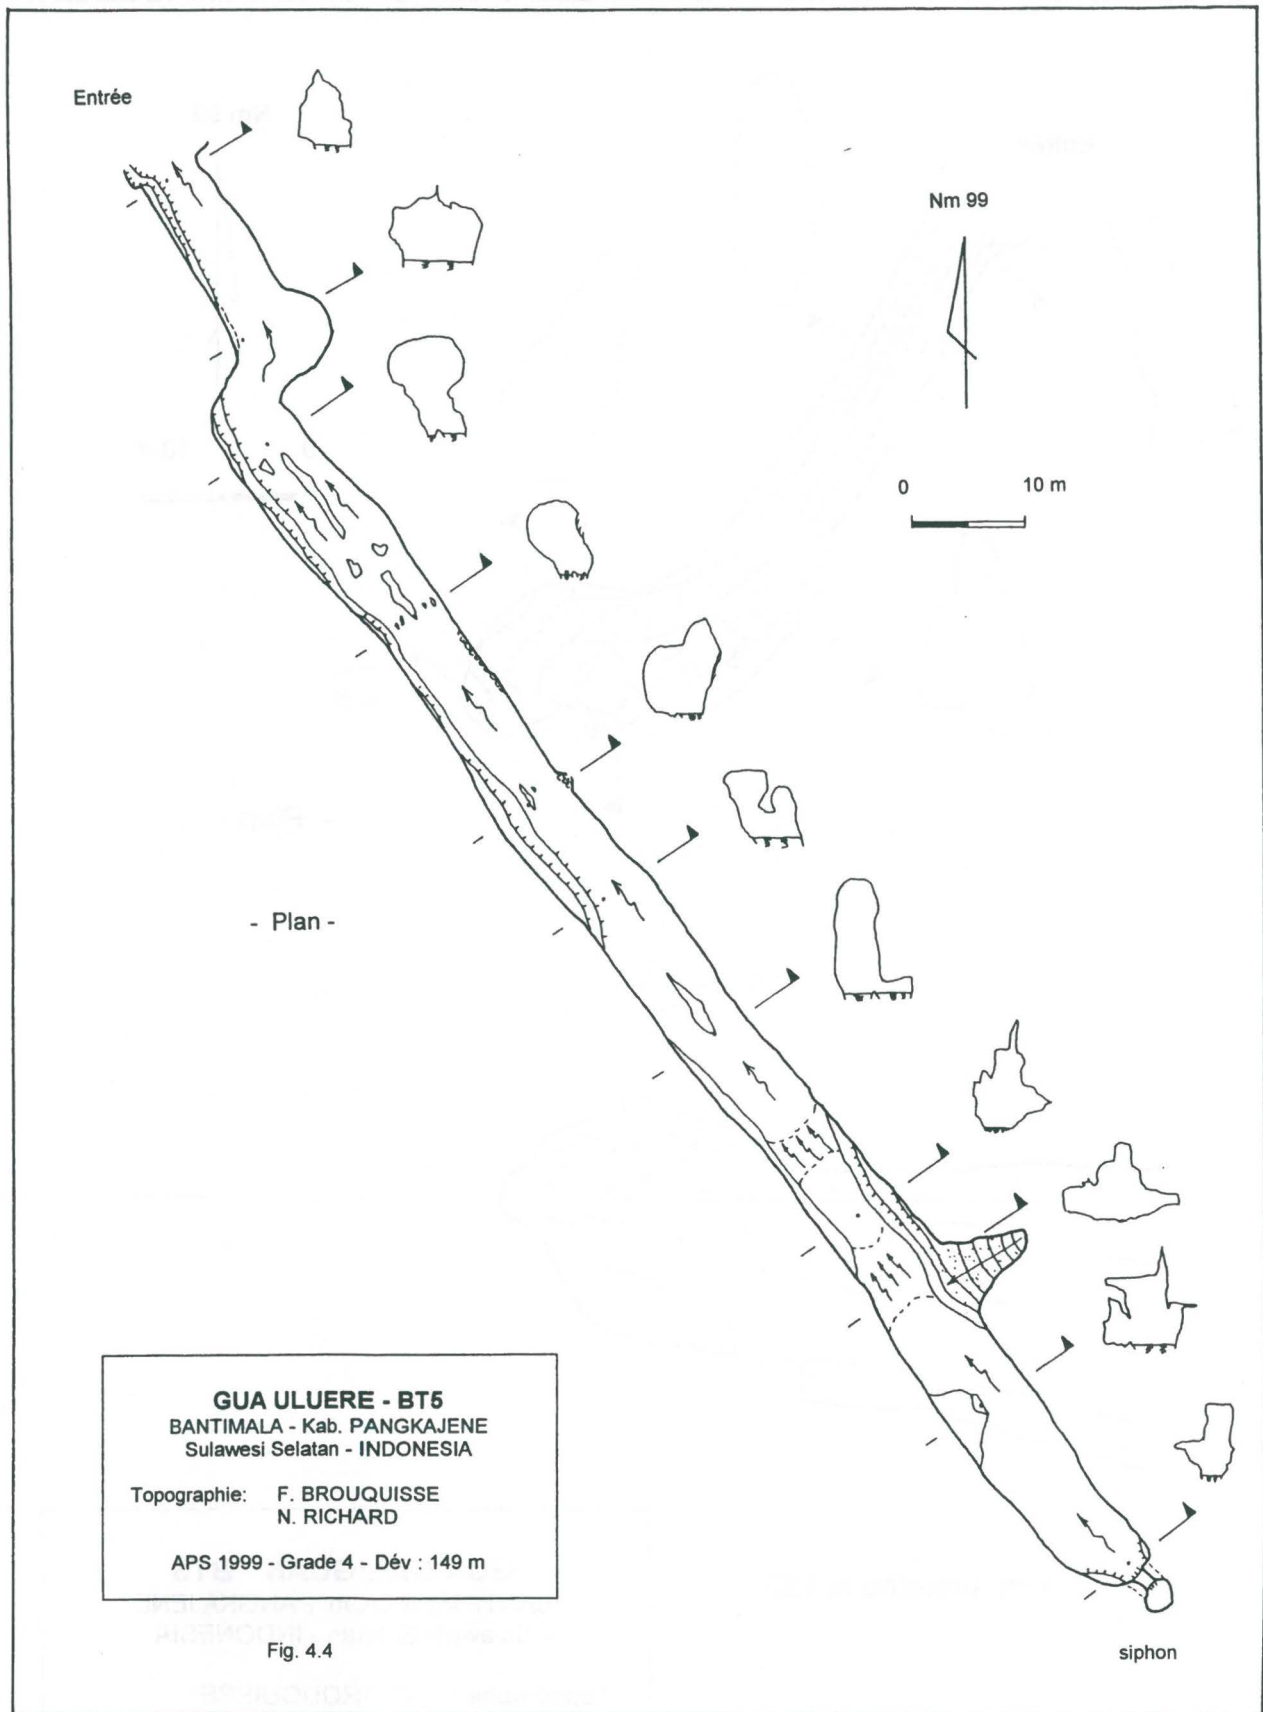 Entrée
Nm 99
0 10 m
- Plan -
GUA ULUERE - BT5
BANTIMALA - Kab. PANGKAJENE
Sulawesi Selatan - INDONESIA
Topographie: F. BROUQUISSE
N. RICHARD
APS 1999 - Grade 4 - Dév : 149 m
Fig. 4.4
siphon